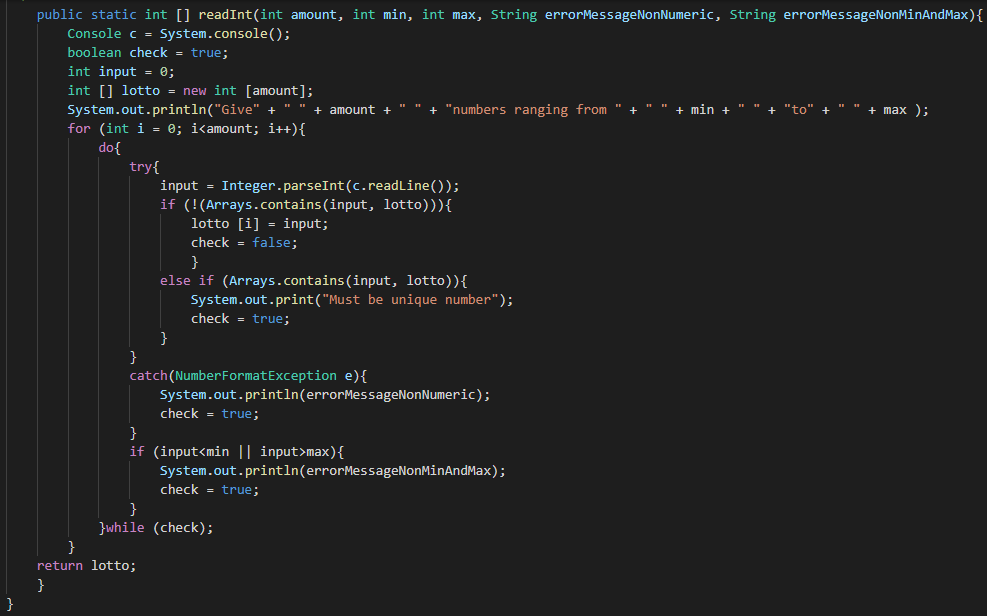 public static int [] readInt(int amount, int min, int max, String errorMessageNonNumeric, String errorMessageNonMinAndMax){
Console c = System.console();
boolean check = true;
int input = 0;
int [] lotto = new int [amount];
System.out.println("Give" + " " + amount + " " + "numbers ranging from " + " " + min + " " + "to" + " " + max );
for (int i = 0; i<amount; i++){
do{
try{
input = Integer.parseInt(c.readLine());
if (!(Arrays.contains(input, lotto))){
lotto [i] = input;
check = false;
}
else if (Arrays.contains(input, lotto)){
System.out.print("Must be unique number");
check = true;
}
}
catch(NumberFormatException e){
System.out.println(errorMessageNonNumeric);
check = true;
}
if (input<min || input>max){
System.out.println(errorMessageNonMinAndMax);
check = true;
}
}while (check);
}
return lotto;
}
}